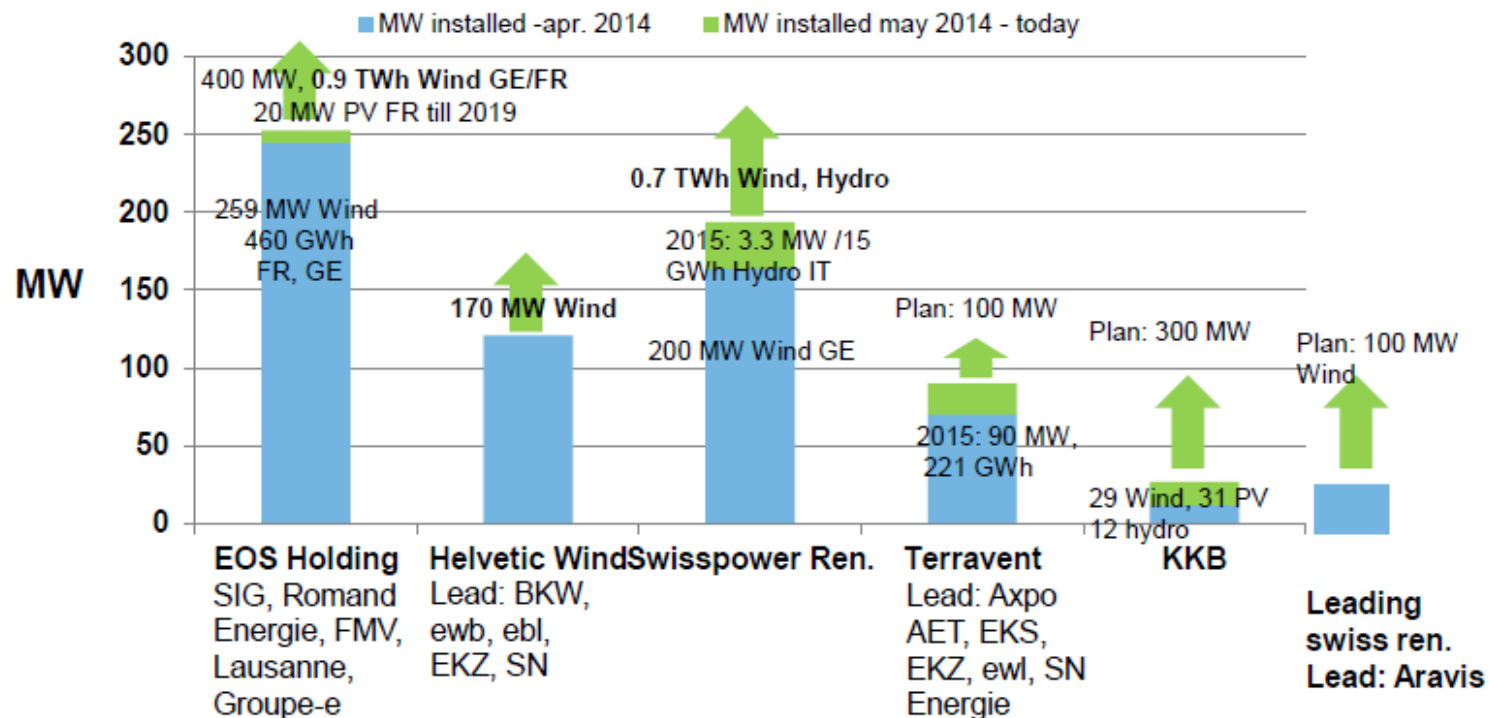 MW installed -apr. 2014
MW installed may 2014 - today
300
250
200
150
100
50
0
MW
400 MW, 0.9 TWh Wind GE/FR
20 MW PV FR till 2019
259 MW Wind
460 GWh
FR, GE
170 MW Wind
0.7 TWh Wind, Hydro
2015: 3.3 MW /15
GWh Hydro IT
200 MW Wind GE
Plan: 100 MW
2015: 90 MW,
221 GWh
Plan: 300 MW
29 Wind, 31 PV
12 hydro
Plan: 100 MW
Wind
EOS Holding
SIG, Romand
Energie, FMV,
Lausanne,
Groupe-e
Helvetic Wind
Lead: BKW,
ewb, ebl,
EKZ, SN
Swisspower Ren.
Terravent
Lead: Axpo
AET, EKS,
EKZ, ewl, SN
Energie
KKB
Leading
swiss ren.
Lead: Aravis